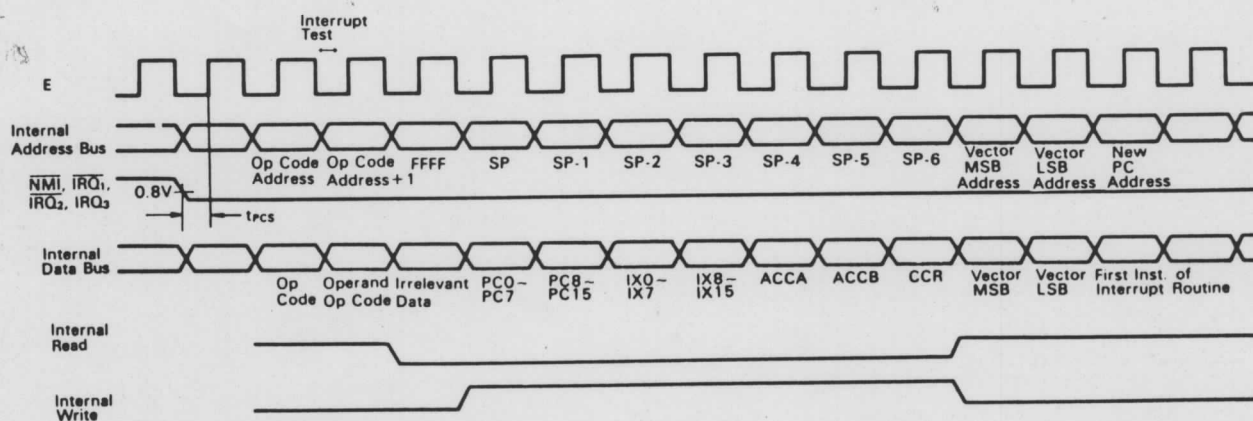 Interrupt
Test
E
Internal
Address Bus
Op Code
Address
Op Code
Address+1
FFFF
SP
SP-1
SP-2
SP-3
SP-4
SP-5
SP-6
Vector
MSB
Address
Vector
LSB
Address
New
PC
Address
NMI, IRQ₁,
IRQ₂, IRQ₃
0.8V
tPCS
Internal
Data Bus
Op
Code
Operand
Op Code
Irrelevant
Data
PC0~
PC7
PC8~
PC15
IX0~
IX7
IX8~
IX15
ACCA
ACCB
CCR
Vector
MSB
Vector
LSB
First Inst. of
Interrupt Routine
Internal
Read
Internal
Write